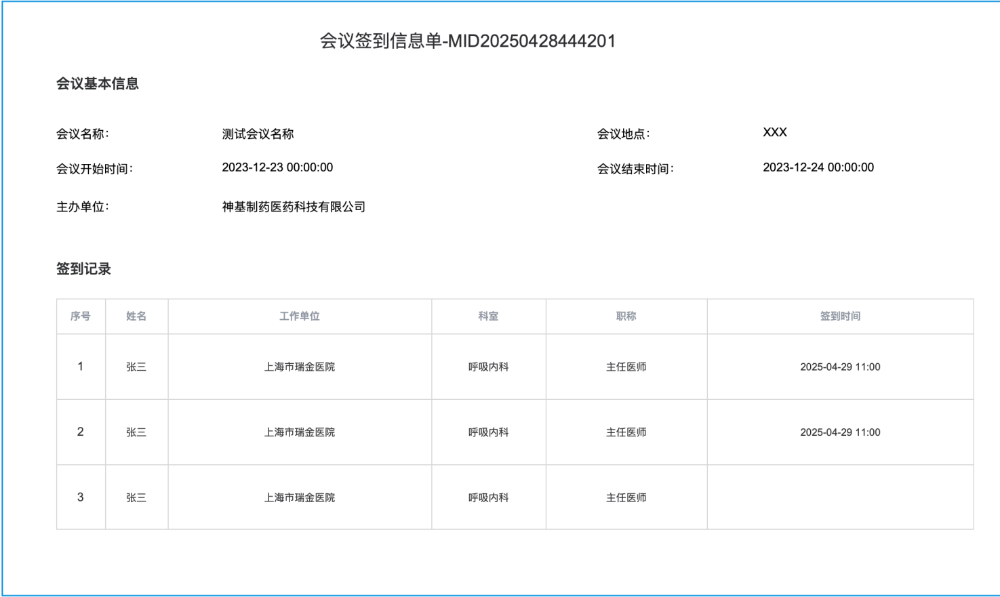 会议签到信息单-MID20250428444201
会议基本信息
会议名称: 测试会议名称 会议地点: XXX
会议开始时间: 2023-12-23 00:00:00 会议结束时间: 2023-12-24 00:00:00
主办单位: 神基制药医药科技有限公司
签到记录
序号 姓名 工作单位 科室 职称 签到时间
1 张三 上海市瑞金医院 呼吸内科 主任医师 2025-04-29 11:00
2 张三 上海市瑞金医院 呼吸内科 主任医师 2025-04-29 11:00
3 张三 上海市瑞金医院 呼吸内科 主任医师